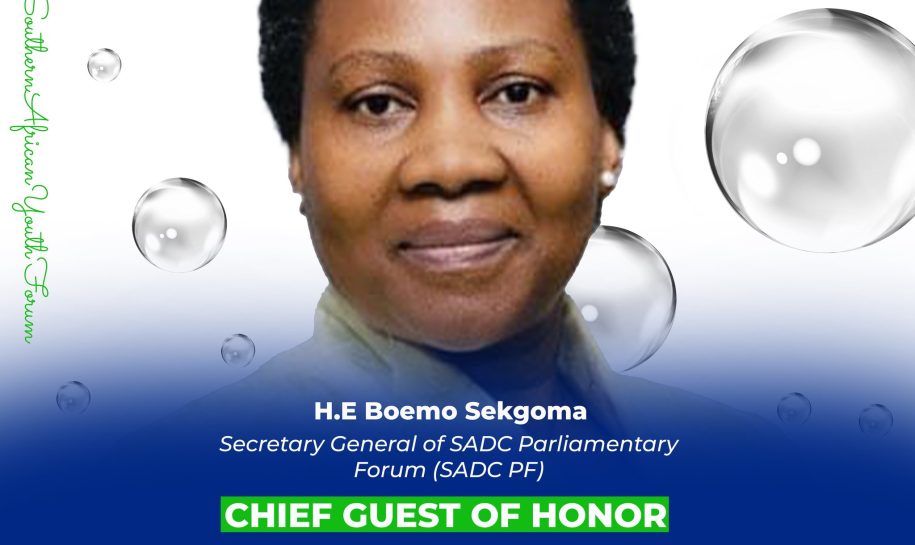 Southern African Youth Forum
H.E Boemo Sekgoma
Secretary General of SADC Parliamentary
Forum (SADC PF)
CHIEF GUEST OF HONOR